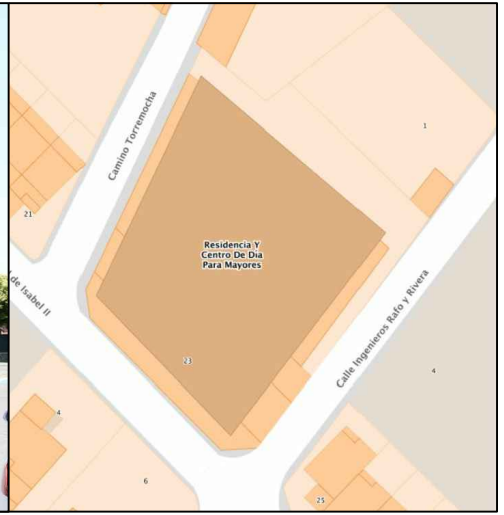 Camino Torremocha
1
21
Residencia Y
Centro De Dia
Para Mayores
de Isabel II
Calle Ingenieros Rafo y Rivera
4
23
4
6
25